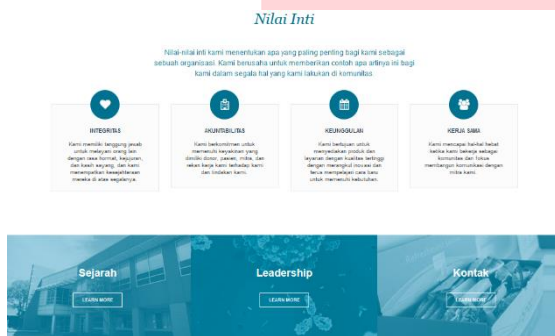 Nilai Inti
Nilai-nilai inti kami menentukan apa yang paling penting bagi kami sebagai
sebuah organisasi. Kami berusaha untuk memberikan contoh apa artinya ini bagi
kami dalam segala hal yang kami lakukan di komunitas.
INTEGRITAS
Kami memiliki tanggung jawab
untuk melayani orang lain
dengan rasa hormat, kejujuran,
dan kasih sayang, dan kami
menempatkan kesejahteraan
mereka di atas segalanya.
AKUNTABILITAS
Kami berkomitmen untuk
memenuhi keyakinan yang
dimiliki donor, pasien, mitra, dan
rekan kerja kami terhadap kami
dan tindakan kami.
KEUNGGULAN
Kami bertujuan untuk
menyediakan produk dan
layanan dengan kualitas tertinggi
dengan merangkul inovasi dan
terus mempelajari cara baru
untuk memenuhi kebutuhan.
KERJA SAMA
Kami mencapai hal-hal hebat
ketika kami bekerja sebagai
komunitas dan fokus
membangun komunikasi dengan
mitra kami.
Sejarah
LEARN MORE
Leadership
LEARN MORE
Kontak
LEARN MORE